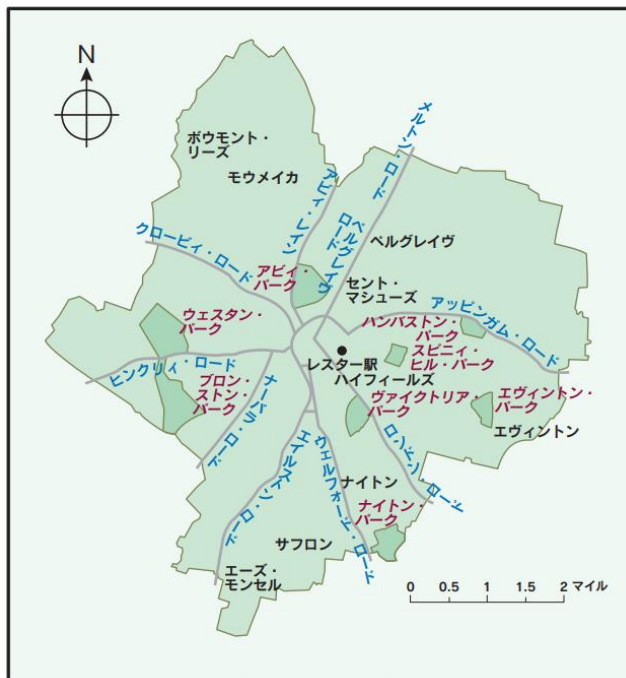 N
ボウモント・
リーズ
モウメイカ
メルトン・ロード
アビィ・レイン
ベルグレイヴ
ロード
ベルグレイヴ
クロービィ・ロード
アビィ・
パーク
セント・
マシューズ
アッピンガム・ロード
ウェスタン・
パーク
ハンバストン・
パーク
スピニィ・
ヒル・パーク
レスター駅
ハイフィールズ
ヒンクリィ・ロード
ブロン・
ストン・
パーク
ナーバラ・ロード
ヴァイクトリア・
パーク
エヴィントン・
パーク
エヴィントン
ロンドン・ロード
エイルストン・ロード
ウェルフォード・ロード
ナイトン
ナイトン・
パーク
サフロン
エーズ・
モンセル
0 0.5 1 2 マイル